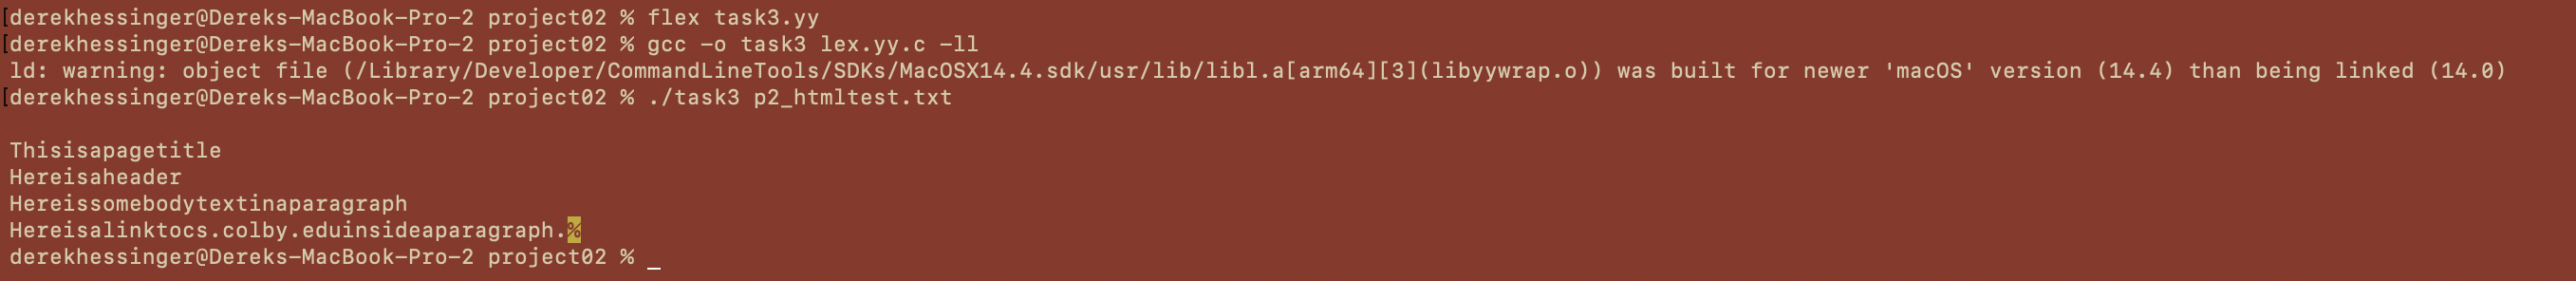 [derekhessinger@Dereks-MacBook-Pro-2 project02 % flex task3.yy
[derekhessinger@Dereks-MacBook-Pro-2 project02 % gcc -o task3 lex.yy.c -ll
ld: warning: object file (/Library/Developer/CommandLineTools/SDKs/MacOSX14.4.sdk/usr/lib/libl.a[arm64][3](libyywrap.o)) was built for newer 'macOS' version (14.4) than being linked (14.0)
[derekhessinger@Dereks-MacBook-Pro-2 project02 % ./task3 p2_htmltest.txt
Thisisapagetitle
Hereisaheader
Hereissomebodytextinaparagraph
Hereisalinktocs.colby.eduinsideaparagraph.%
derekhessinger@Dereks-MacBook-Pro-2 project02 % _